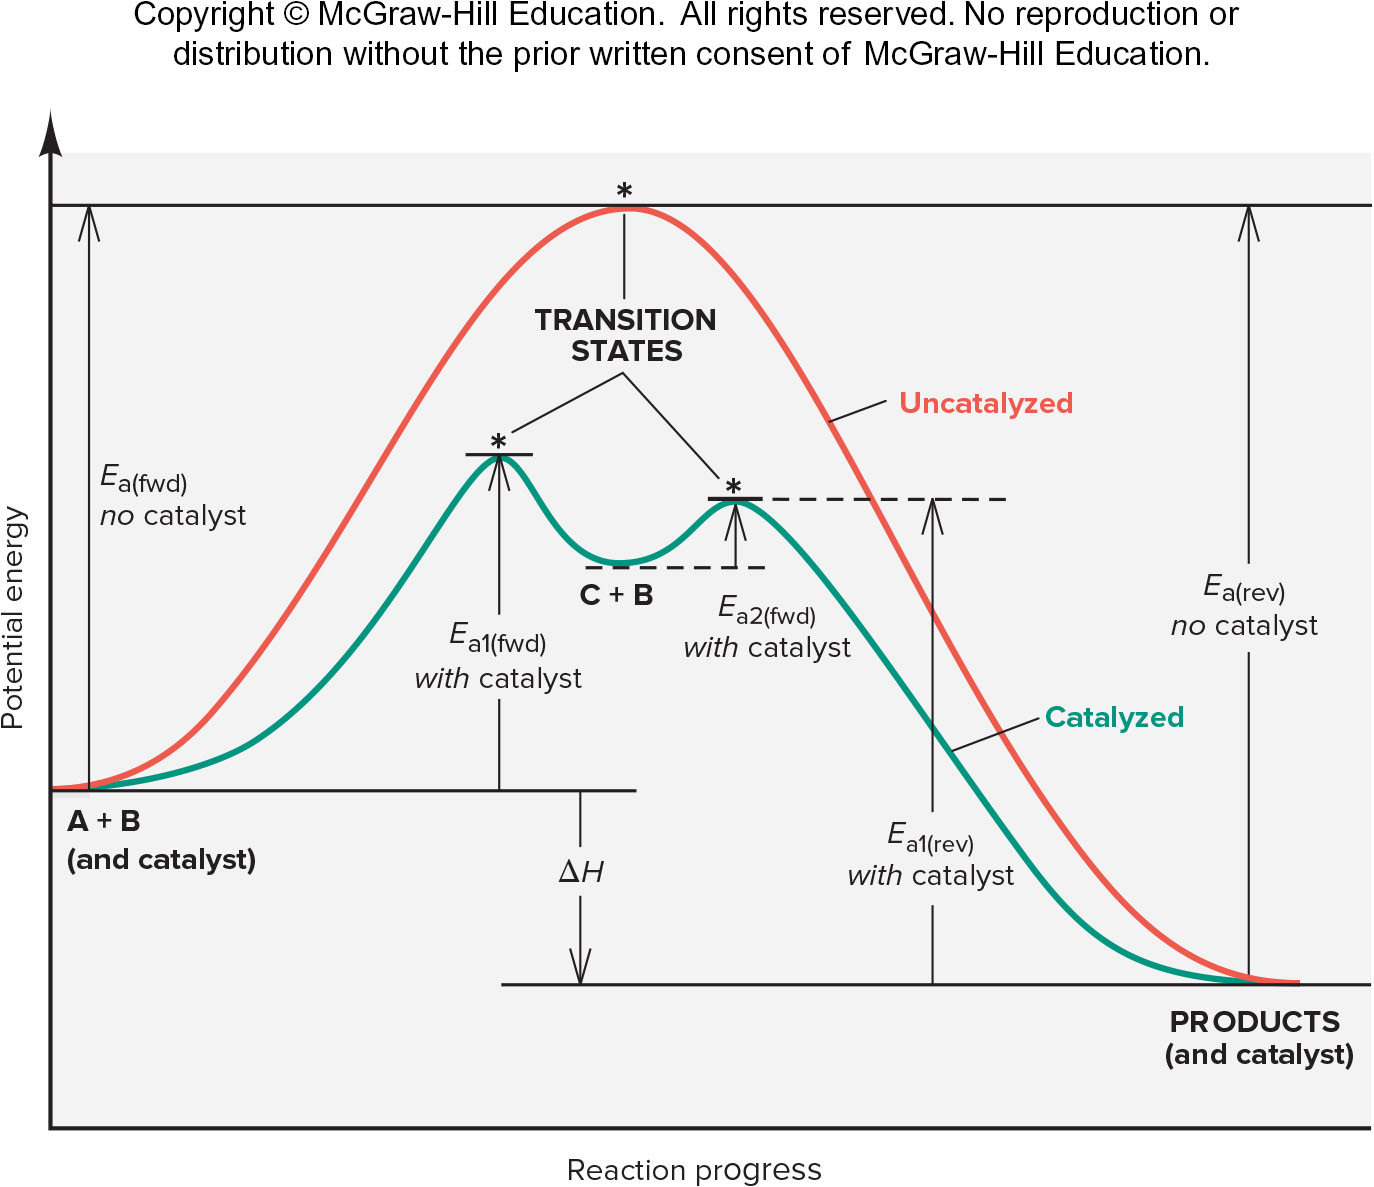 Copyright © McGraw-Hill Education. All rights reserved. No reproduction or
distribution without the prior written consent of McGraw-Hill Education.
*
TRANSITION
STATES
Uncatalyzed
*
*
Ea(fwd)
no catalyst
Potential energy
C + B
Ea1(fwd)
with catalyst
Ea2(fwd)
with catalyst
Ea(rev)
no catalyst
Catalyzed
A + B
(and catalyst)
ΔH
Ea1(rev)
with catalyst
PRODUCTS
(and catalyst)
Reaction progress